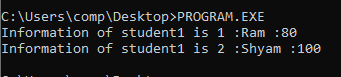 C:\Users\comp\Desktop>PROGRAM.EXE
Information of student1 is 1 :Ram :80
Information of student1 is 2 :Shyam :100